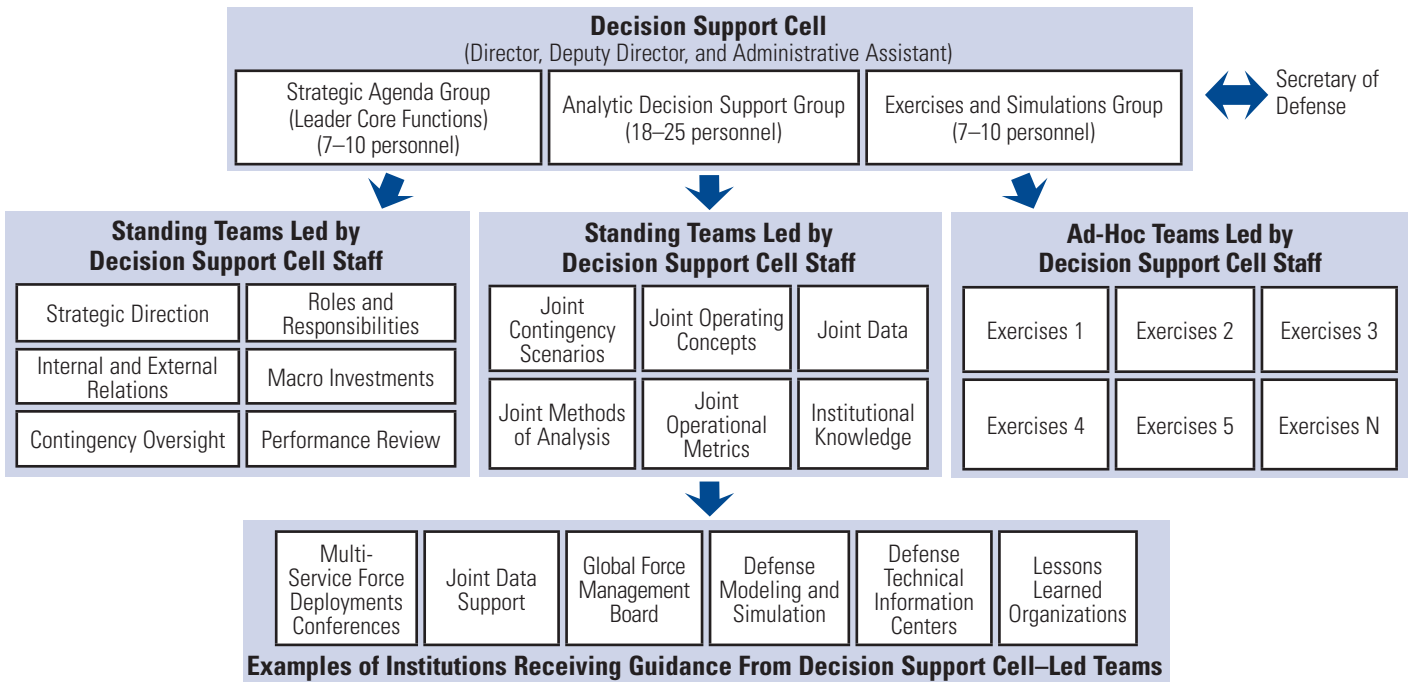 Decision Support Cell
(Director, Deputy Director, and Administrative Assistant)
Strategic Agenda Group
(Leader Core Functions)
(7–10 personnel)
Analytic Decision Support Group
(18–25 personnel)
Exercises and Simulations Group
(7–10 personnel)
Secretary of
Defense
Standing Teams Led by
Decision Support Cell Staff
Strategic Direction
Roles and
Responsibilities
Internal and External
Relations
Macro Investments
Contingency Oversight
Performance Review
Standing Teams Led by
Decision Support Cell Staff
Joint
Contingency
Scenarios
Joint Operating
Concepts
Joint Data
Joint Methods
of Analysis
Joint
Operational
Metrics
Institutional
Knowledge
Ad-Hoc Teams Led by
Decision Support Cell Staff
Exercises 1
Exercises 2
Exercises 3
Exercises 4
Exercises 5
Exercises N
Multi-
Service Force
Deployments
Conferences
Joint Data
Support
Global Force
Management
Board
Defense
Modeling and
Simulation
Defense
Technical
Information
Centers
Lessons
Learned
Organizations
Examples of Institutions Receiving Guidance From Decision Support Cell–Led Teams